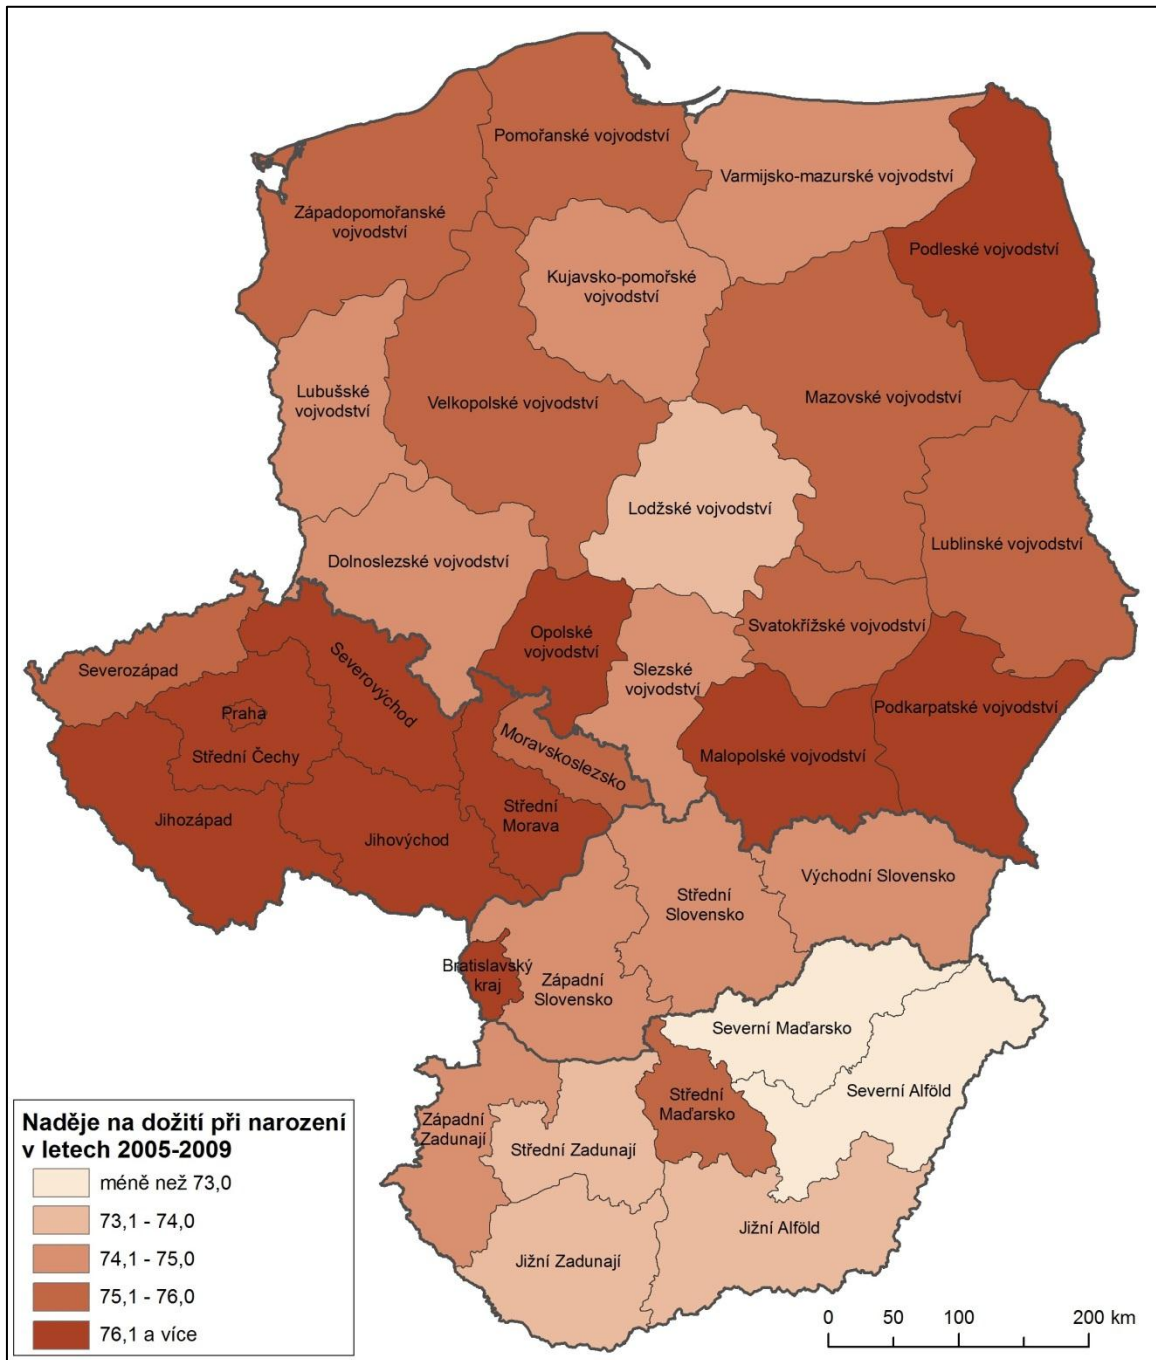 Pomořanské vojvodství
Varmijsko-mazurské vojvodství
Západopomořanské
vojvodství
Podleské vojvodství
Kujavsko-pomořské
vojvodství
Lubušské
vojvodství
Velkopolské vojvodství
Mazovské vojvodství
Lodžské vojvodství
Lublinské vojvodství
Dolnoslezské vojvodství
Opolské
vojvodství
Svatokřížské vojvodství
Slezské
vojvodství
Severozápad
Severovýchod
Praha
Střední Čechy
Podkarpatské vojvodství
Malopolské vojvodství
Moravskoslezsko
Střední
Morava
Jihozápad
Jihovýchod
Východní Slovensko
Střední
Slovensko
Bratislavský
kraj
Západní
Slovensko
Severní Maďarsko
Severní Alföld
Střední
Maďarsko
Západní
Zadunají
Střední Zadunají
Jižní Alföld
Jižní Zadunají
Naděje na dožití při narození
v letech 2005-2009
méně než 73,0
73,1 - 74,0
74,1 - 75,0
75,1 - 76,0
76,1 a více
0 50 100 200 km